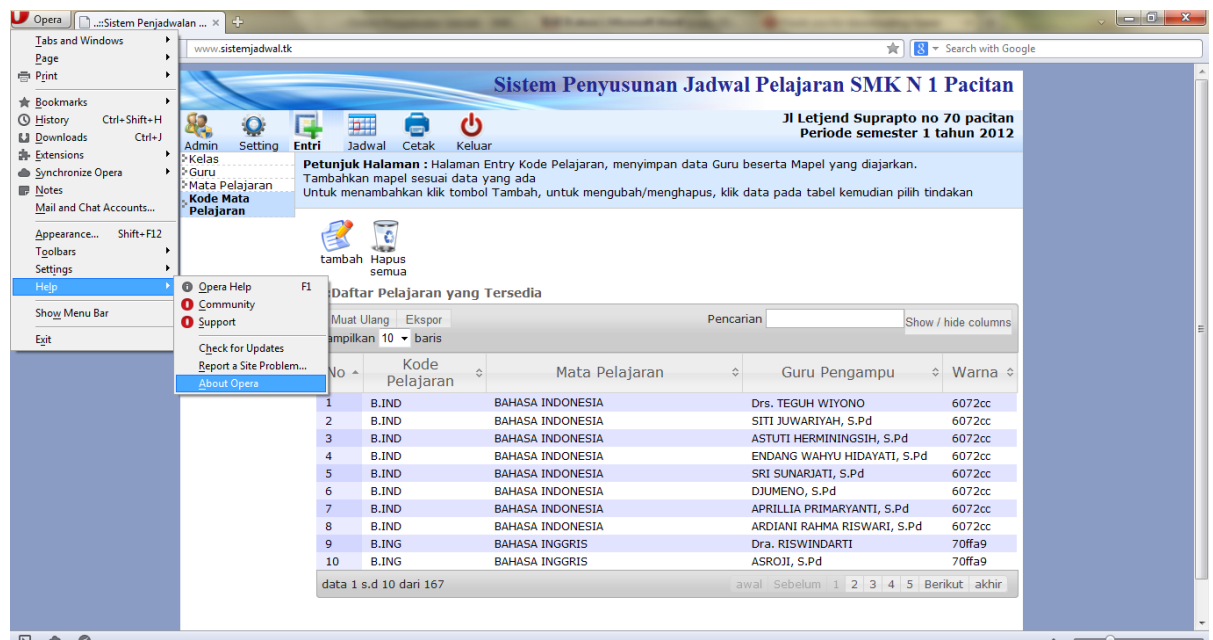 Opera
..::Sistem Penjadwalan ... ×
www.sistemjadwal.tk
Search with Google
Tabs and Windows
Page
Print
Bookmarks
History Ctrl+Shift+H
Downloads Ctrl+J
Extensions
Synchronize Opera
Notes
Mail and Chat Accounts...
Appearance... Shift+F12
Toolbars
Settings
Help
Show Menu Bar
Exit
Opera Help F1
Community
Support
Check for Updates
Report a Site Problem...
About Opera
Sistem Penyusunan Jadwal Pelajaran SMK N 1 Pacitan
Jl Letjend Suprapto no 70 pacitan
Periode semester 1 tahun 2012
Admin Setting Entri Jadwal Cetak Keluar
Kelas
Guru
Mata Pelajaran
Kode Mata
Pelajaran
Petunjuk Halaman : Halaman Entry Kode Pelajaran, menyimpan data Guru beserta Mapel yang diajarkan.
Tambahkan mapel sesuai data yang ada
Untuk menambahkan klik tombol Tambah, untuk mengubah/menghapus, klik data pada tabel kemudian pilih tindakan
tambah Hapus
semua
:Daftar Pelajaran yang Tersedia
Muat Ulang Ekspor Pencarian Show / hide columns
ampilkan 10 baris
No Kode Pelajaran Mata Pelajaran Guru Pengampu Warna
1 B.IND BAHASA INDONESIA Drs. TEGUH WIYONO 6072cc
2 B.IND BAHASA INDONESIA SITI JUWARIYAH, S.Pd 6072cc
3 B.IND BAHASA INDONESIA ASTUTI HERMININGSIH, S.Pd 6072cc
4 B.IND BAHASA INDONESIA ENDANG WAHYU HIDAYATI, S.Pd 6072cc
5 B.IND BAHASA INDONESIA SRI SUNARJATI, S.Pd 6072cc
6 B.IND BAHASA INDONESIA DJUMENO, S.Pd 6072cc
7 B.IND BAHASA INDONESIA APRILLIA PRIMARYANTI, S.Pd 6072cc
8 B.IND BAHASA INDONESIA ARDIANI RAHMA RISWARI, S.Pd 6072cc
9 B.ING BAHASA INGGRIS Dra. RISWINDARTI 70ffa9
10 B.ING BAHASA INGGRIS ASROJI, S.Pd 70ffa9
data 1 s.d 10 dari 167 awal Sebelum 1 2 3 4 5 Berikut akhir